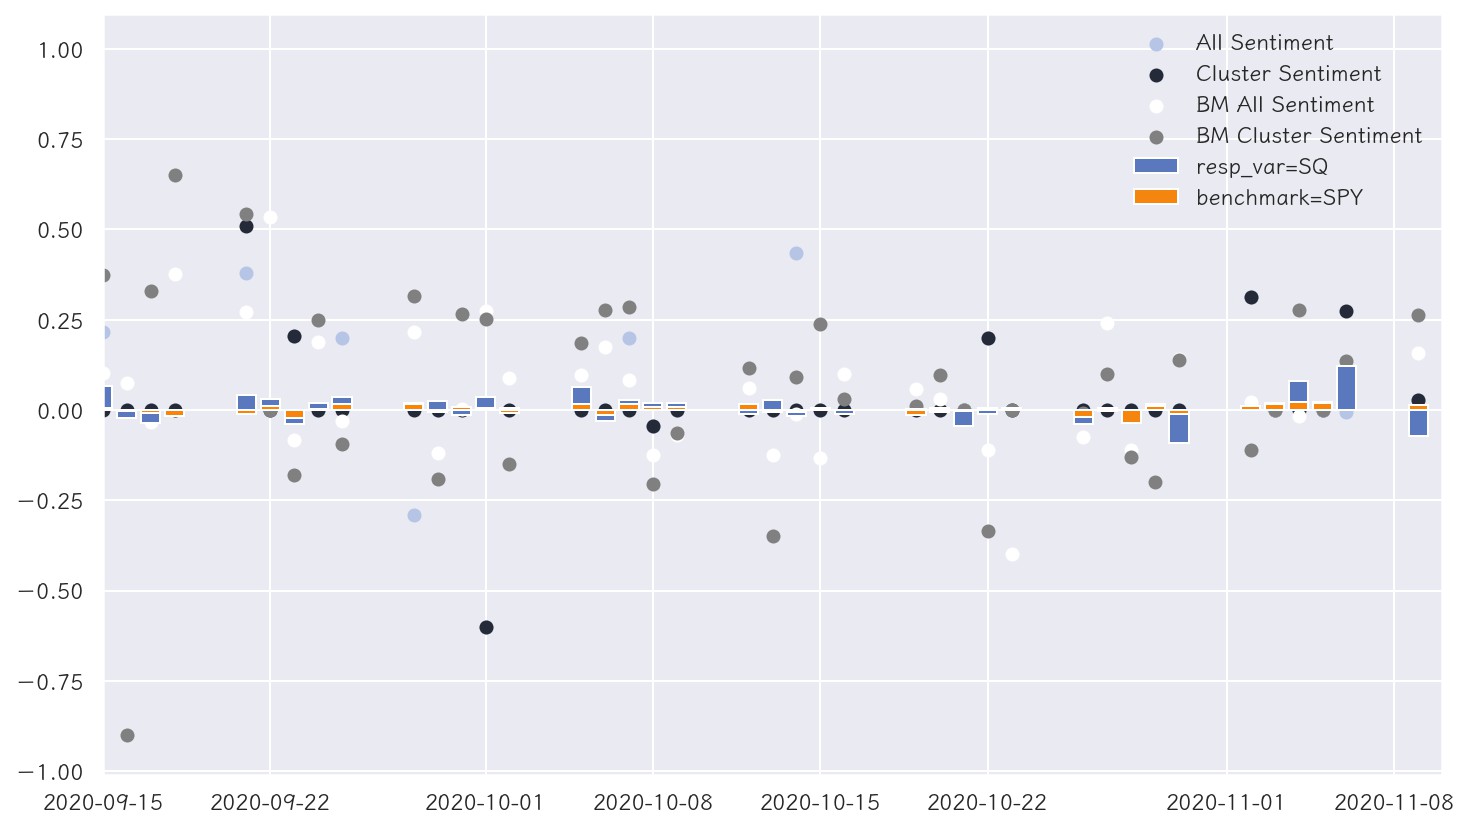 1.00
0.75
0.50
0.25
0.00
−0.25
−0.50
−0.75
−1.00
All Sentiment
Cluster Sentiment
BM All Sentiment
BM Cluster Sentiment
resp_var=SQ
benchmark=SPY
2020-09-15 2020-09-22 2020-10-01 2020-10-08 2020-10-15 2020-10-22 2020-11-01 2020-11-08